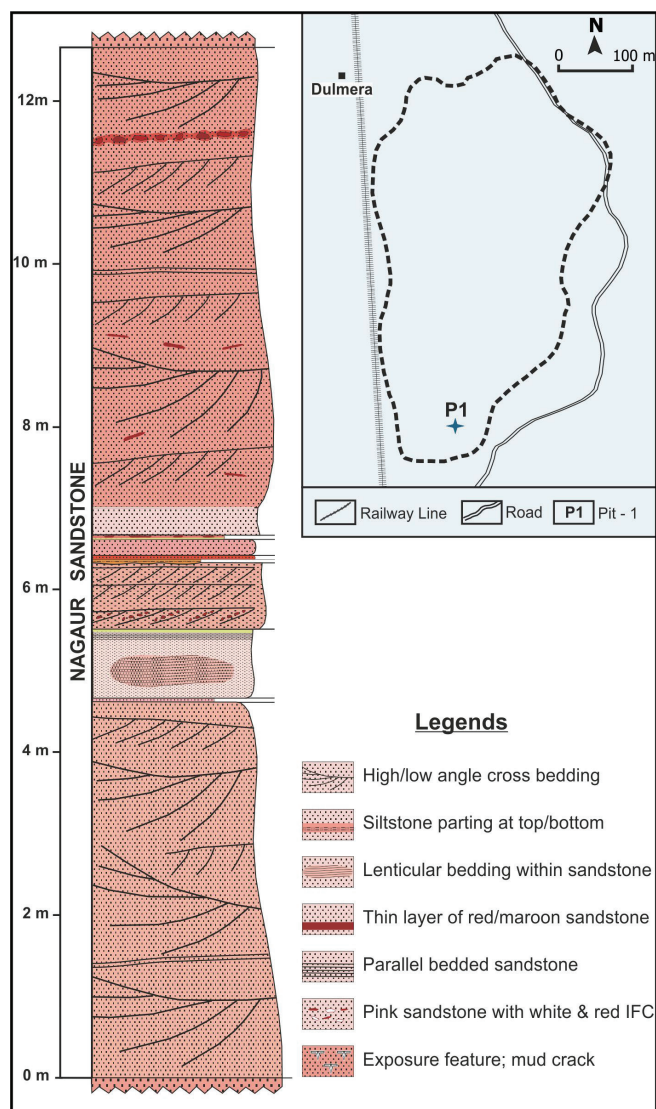 12m
10 m
8 m
6 m
4 m
2 m
0 m
NAGAUR SANDSTONE
N
0 100 m
Dulmera
P1
Railway Line Road P1 Pit - 1
Legends
High/low angle cross bedding
Siltstone parting at top/bottom
Lenticular bedding within sandstone
Thin layer of red/maroon sandstone
Parallel bedded sandstone
Pink sandstone with white & red IFC
Exposure feature; mud crack